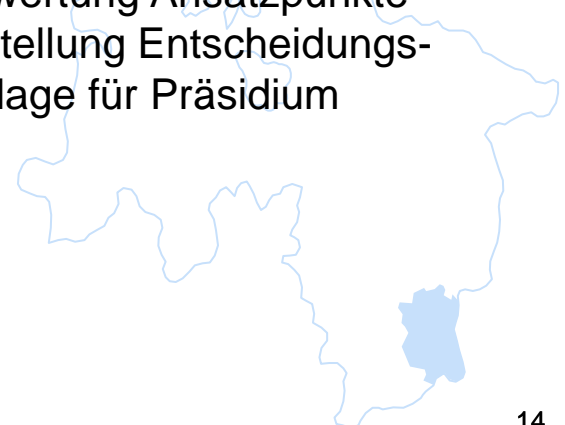 wertung Ansatzpunkte
tellung Entscheidungs-
lage für Präsidium
14